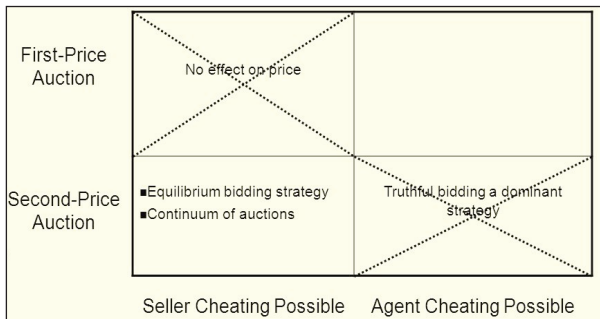 First-Price
Auction
No effect on price
Second-Price
Auction
■Equilibrium bidding strategy
■Continuum of auctions
Truthful bidding a dominant
strategy
Seller Cheating Possible
Agent Cheating Possible